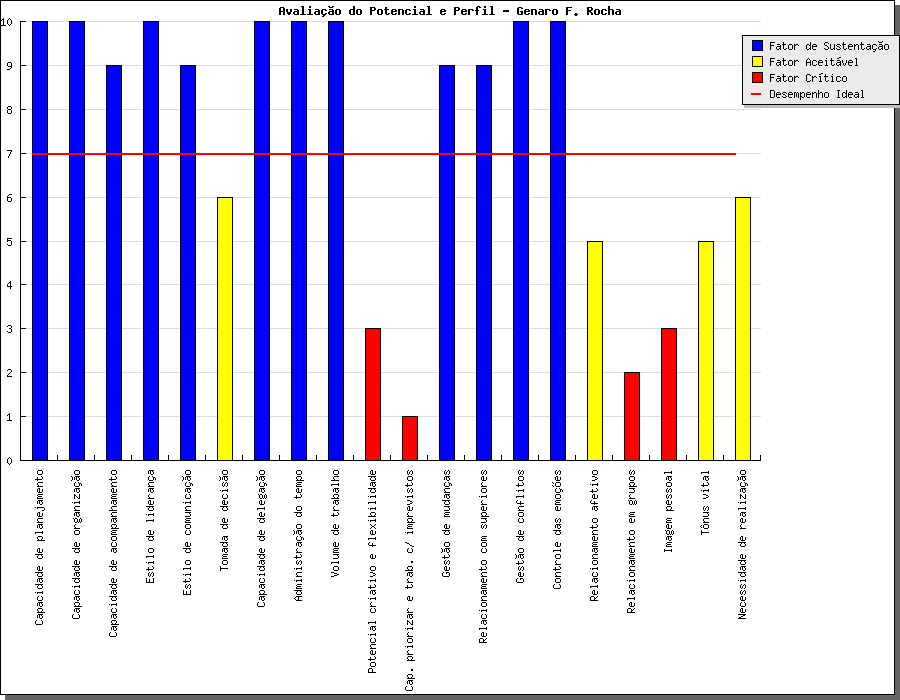 Avaliação do Potencial e Perfil - Genaro F. Rocha
Fator de Sustentação
Fator Aceitável
Fator Crítico
Desempenho Ideal
10
9
8
7
6
5
4
3
2
1
0
Capacidade de planejamento
Capacidade de organização
Capacidade de acompanhamento
Estilo de liderança
Estilo de comunicação
Tomada de decisão
Capacidade de delegação
Administração do tempo
Volume de trabalho
Potencial criativo e flexibilidade
Cap. priorizar e trab. c/ imprevistos
Gestão de mudanças
Relacionamento com superiores
Gestão de conflitos
Controle das emoções
Relacionamento afetivo
Relacionamento em grupos
Imagem pessoal
Tônus vital
Necessidade de realização